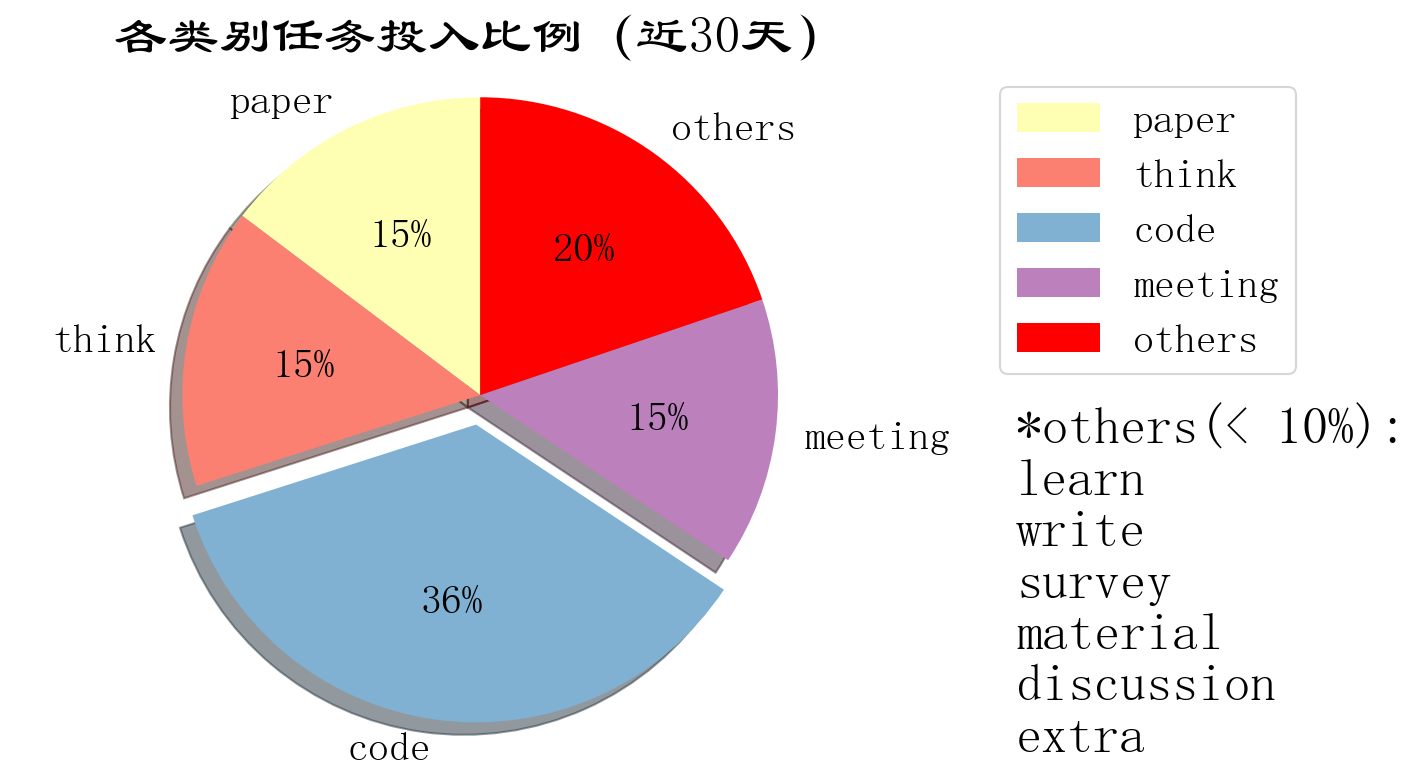 各类别任务投入比例 (近30天)
paper
others
15%
20%
think
15%
15%
meeting
36%
code
paper
think
code
meeting
others
*others(< 10%):
learn
write
survey
material
discussion
extra